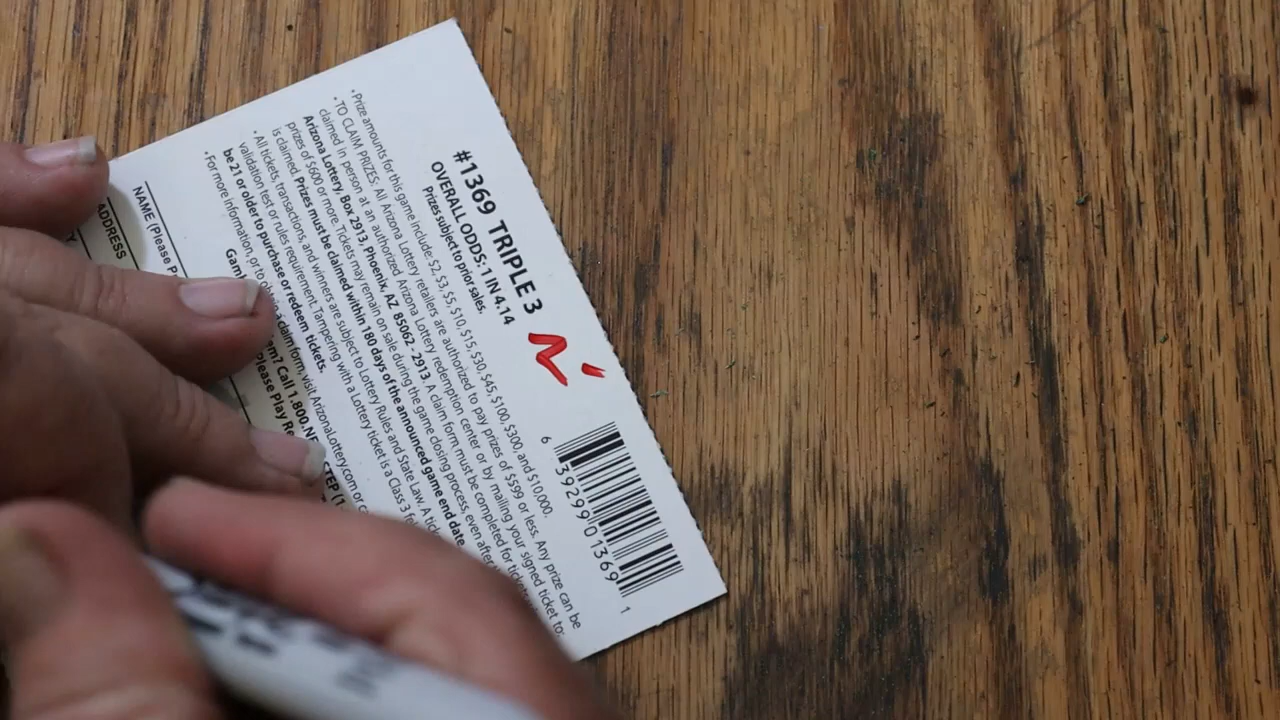 #1369 TRIPLE 3
OVERALL ODDS: 1 IN 4.14
Prizes subject to prior sales.
• Prize amounts for this game include: $2, $3, $5, $10, $15, $30, $45, $100, $300, and $10,000.
• TO CLAIM PRIZES: All Arizona Lottery retailers are authorized to pay prizes of $599 or less. Any prize can be
claimed in person at an authorized Arizona Lottery redemption center or by mailing your signed ticket to:
Arizona Lottery, Box 2913, Phoenix, AZ 85062-2913. A claim form must be completed for tickets
prizes of $600 or more. Tickets may remain on sale during the game closing process, even after
is claimed. Prizes must be claimed within 180 days of the announced game end date.
• All tickets, transactions, and winners are subject to Lottery Rules and State Law. A
validation test or rules requirement. Tampering with a Lottery ticket is a Class 3
be 21 or older to purchase or redeem tickets.
• For more information, or to claim form, visit ArizonaLottery.com or
Call 1.800. STEP (1
Please Play
NAME (Please
ADDRESS
6 39299 01369 1